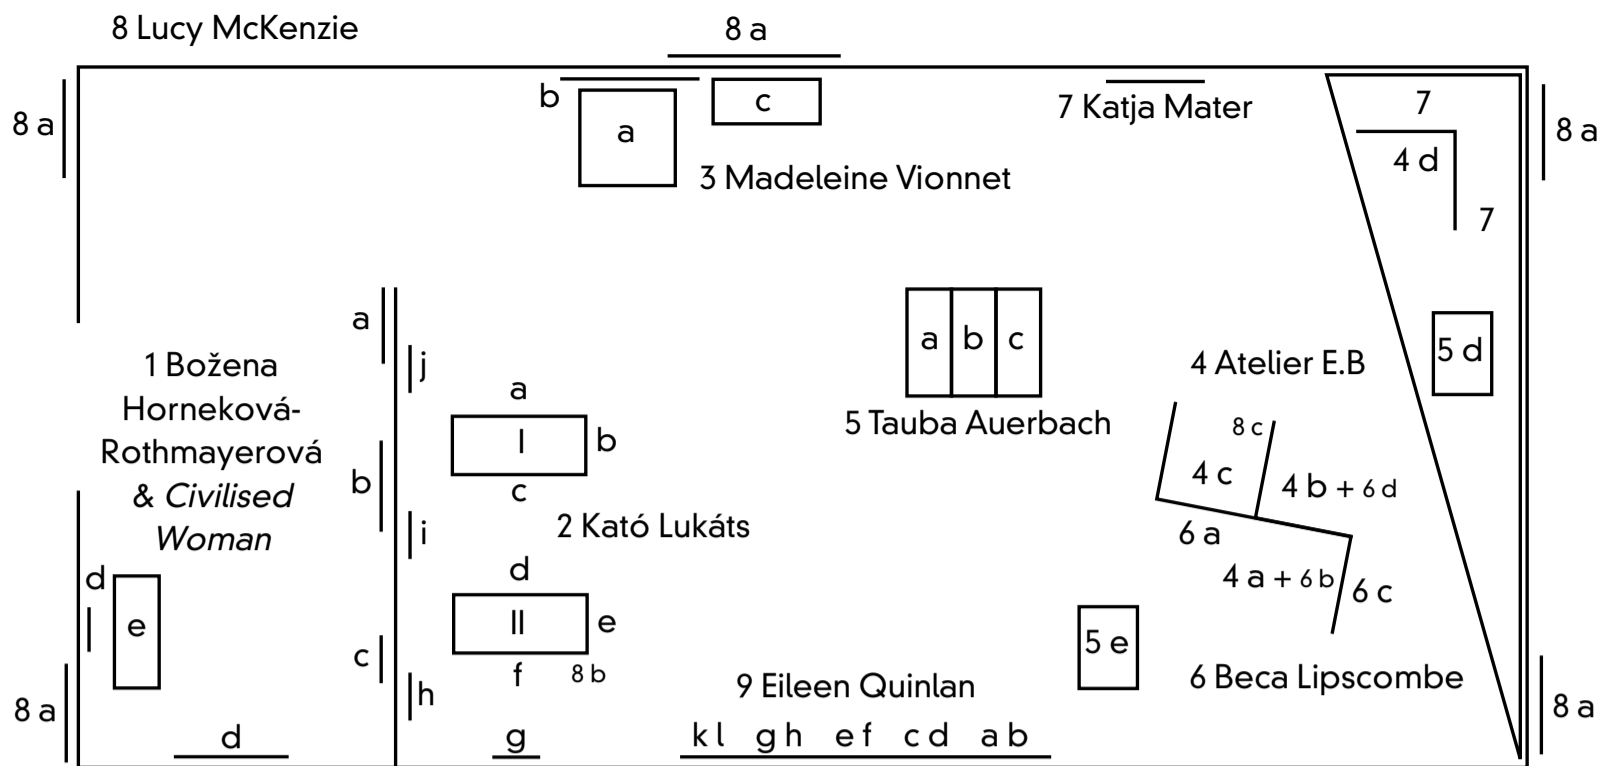 8 Lucy McKenzie
8 a
8 a
b
a
c
7 Katja Mater
7
8 a
4 d
3 Madeleine Vionnet
7
a
j
a
1 Božena
Horneková-
Rothmayerová
& Civilised
Woman
I
b
c
b
i
2 Kató Lukáts
a b c
5 Tauba Auerbach
4 Atelier E.B
5 d
8 c
4 c
4 b + 6 d
6 a
4 a + 6 b
6 c
d
d
e
II
e
c
f
8 b
h
5 e
6 Beca Lipscombe
9 Eileen Quinlan
8 a
8 a
d
g
k l g h e f c d a b